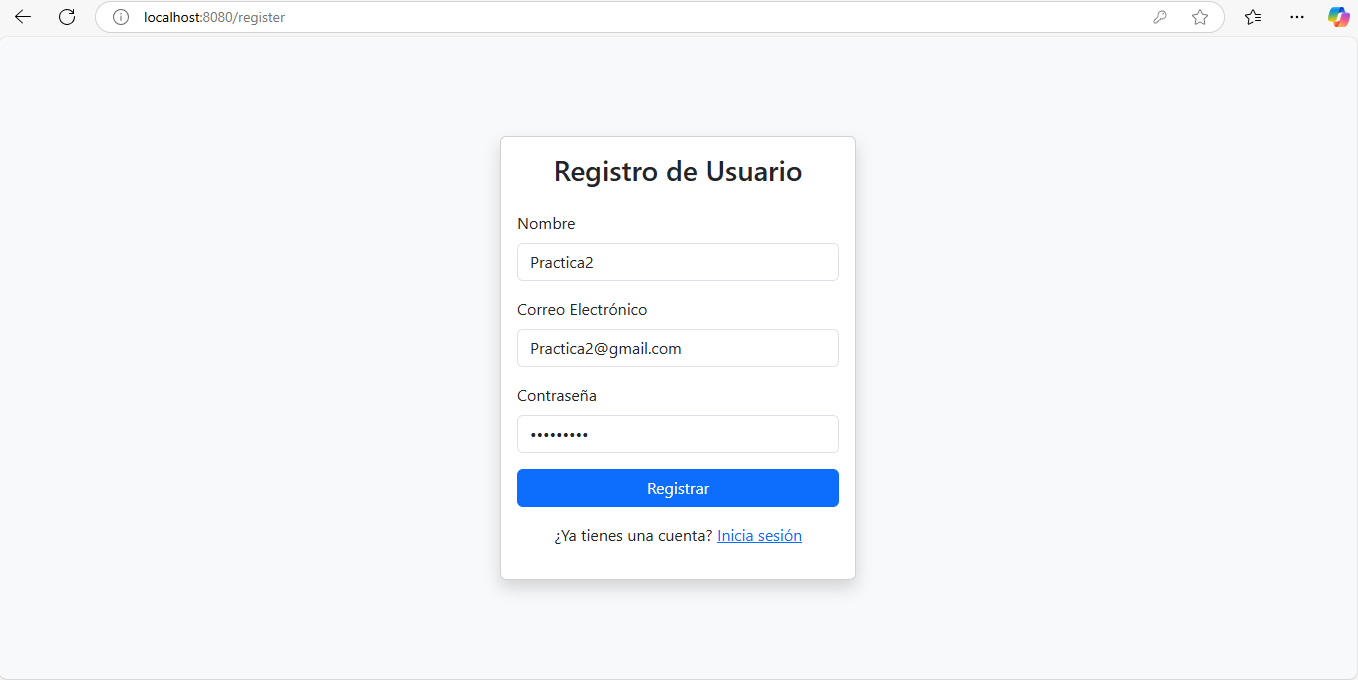 localhost:8080/register
Registro de Usuario
Nombre
Practica2
Correo Electrónico
Practica2@gmail.com
Contraseña
•••••••••
Registrar
¿Ya tienes una cuenta? Inicia sesión